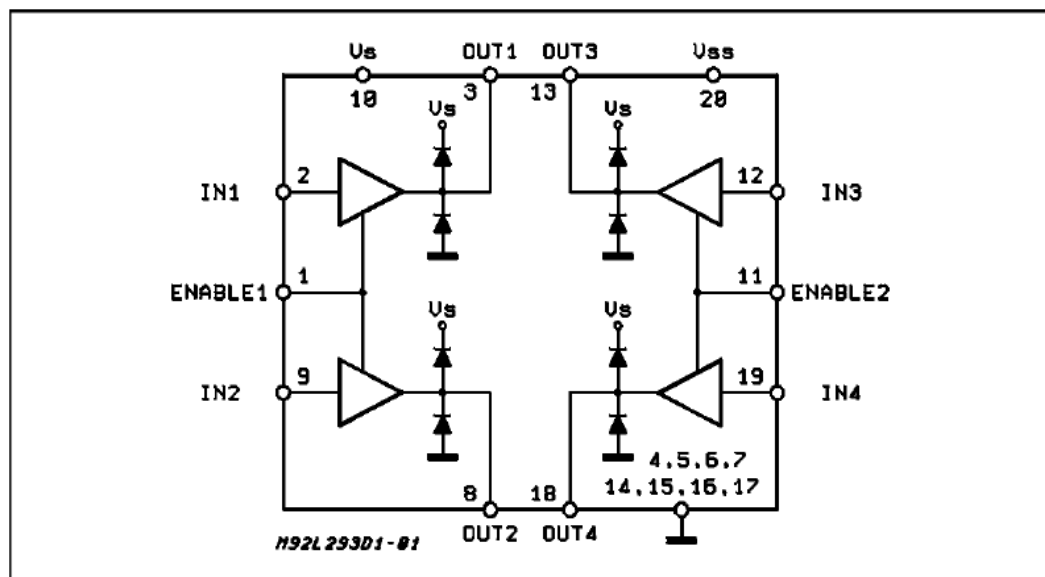 Vs OUT1 OUT3 Vss
10 3 13 20
Vs Vs
IN1 2 12 IN3
1 11
ENABLE1 ENABLE2
Vs Vs
IN2 9 19 IN4
4,5,6,7
8 18 14,15,16,17
OUT2 OUT4
M92L293D1-01